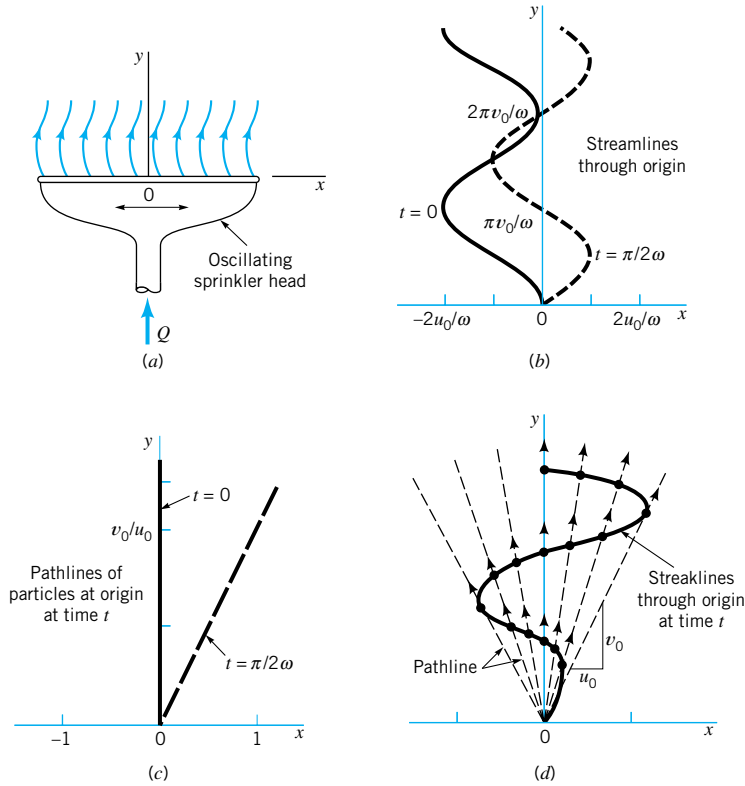 y
0
x
Oscillating
sprinkler head
Q
(a)
y
2πv₀/ω
Streamlines
through origin
t = 0
πv₀/ω
t = π/2ω
−2u₀/ω
0
2u₀/ω
x
(b)
y
t = 0
v₀/u₀
Pathlines of
particles at origin
at time t
t = π/2ω
−1
0
1
x
(c)
y
Streaklines
through origin
at time t
v₀
Pathline
u₀
0
x
(d)